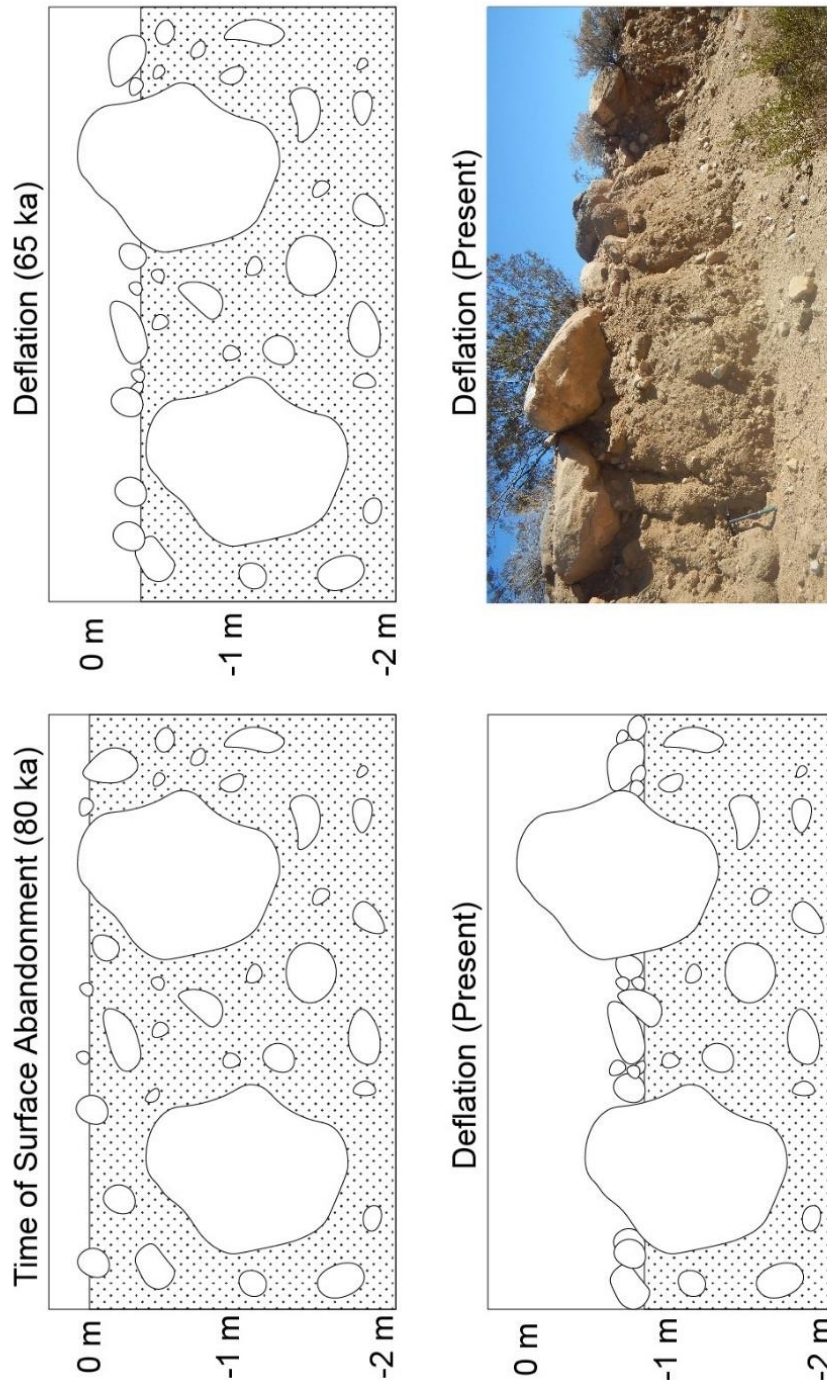 Time of Surface Abandonment (80 ka)
0 m
-1 m
-2 m
Deflation (65 ka)
0 m
-1 m
-2 m
Deflation (Present)
0 m
-1 m
-2 m
Deflation (Present)